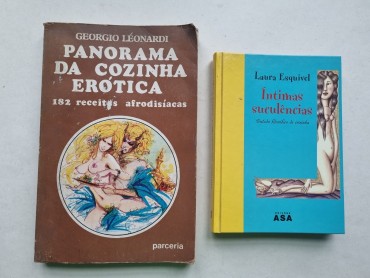 GEORGIO LÉONARDI
PANORAMA
DA COZINHA
ERÓTICA
182 receitas afrodisíacas
parceria
Laura Esquivel
Íntimas
suculências
Tratado filosófico de cozinha
EDIÇÕES
ASA